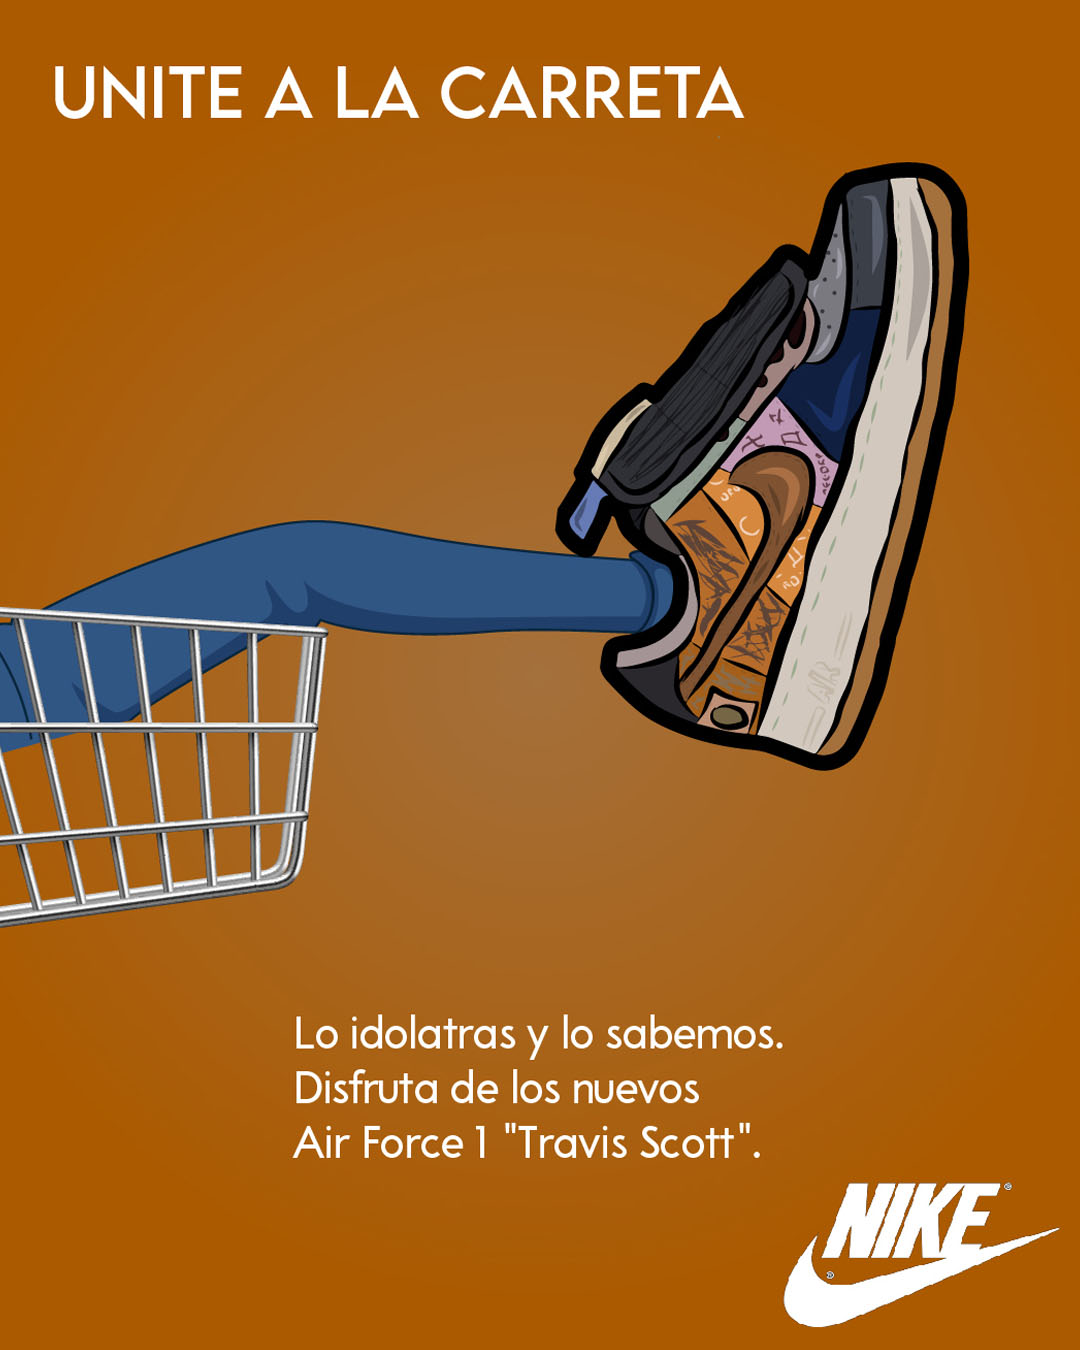 UNITE A LA CARRETA
Lo idolatras y lo sabemos.
Disfruta de los nuevos
Air Force 1 "Travis Scott".
NIKE